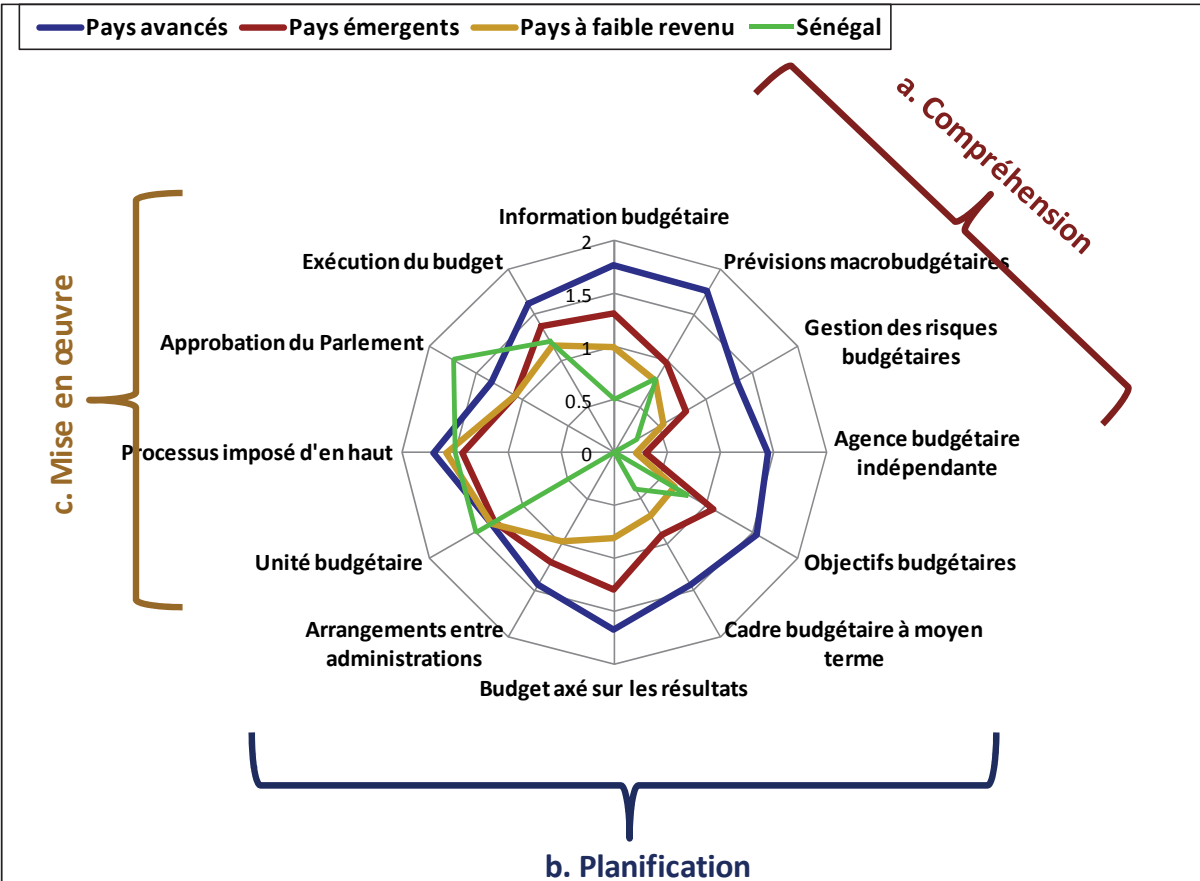 Pays avancés Pays émergents Pays à faible revenu Sénégal
a. Compréhension
Information budgétaire
Prévisions macrobudgétaires
Gestion des risques
budgétaires
Agence budgétaire
indépendante
Objectifs budgétaires
Cadre budgétaire à moyen
terme
Budget axé sur les résultats
Arrangements entre
administrations
Unité budgétaire
Processus imposé d'en haut
Approbation du Parlement
Exécution du budget
2
1.5
1
0.5
0
c. Mise en œuvre
b. Planification